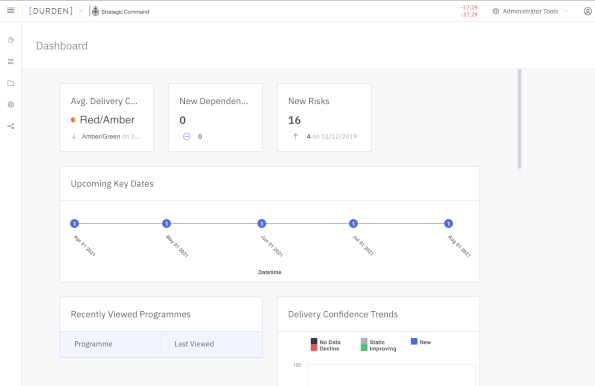 [DURDEN] × Strategic Command
-17:29
-37:29
Administrator Tools
Dashboard
Avg. Delivery C...
Red/Amber
Amber/Green on 3...
New Dependen...
0
0
New Risks
16
4 on 01/12/2019
Upcoming Key Dates
1 1 1 1 1
Apr 01 2021
May 01 2021
Jun 01 2021
Jul 01 2021
Aug 01 2021
Datetime
Recently Viewed Programmes
Programme Last Viewed
Delivery Confidence Trends
No Data Static New
Decline Improving
100